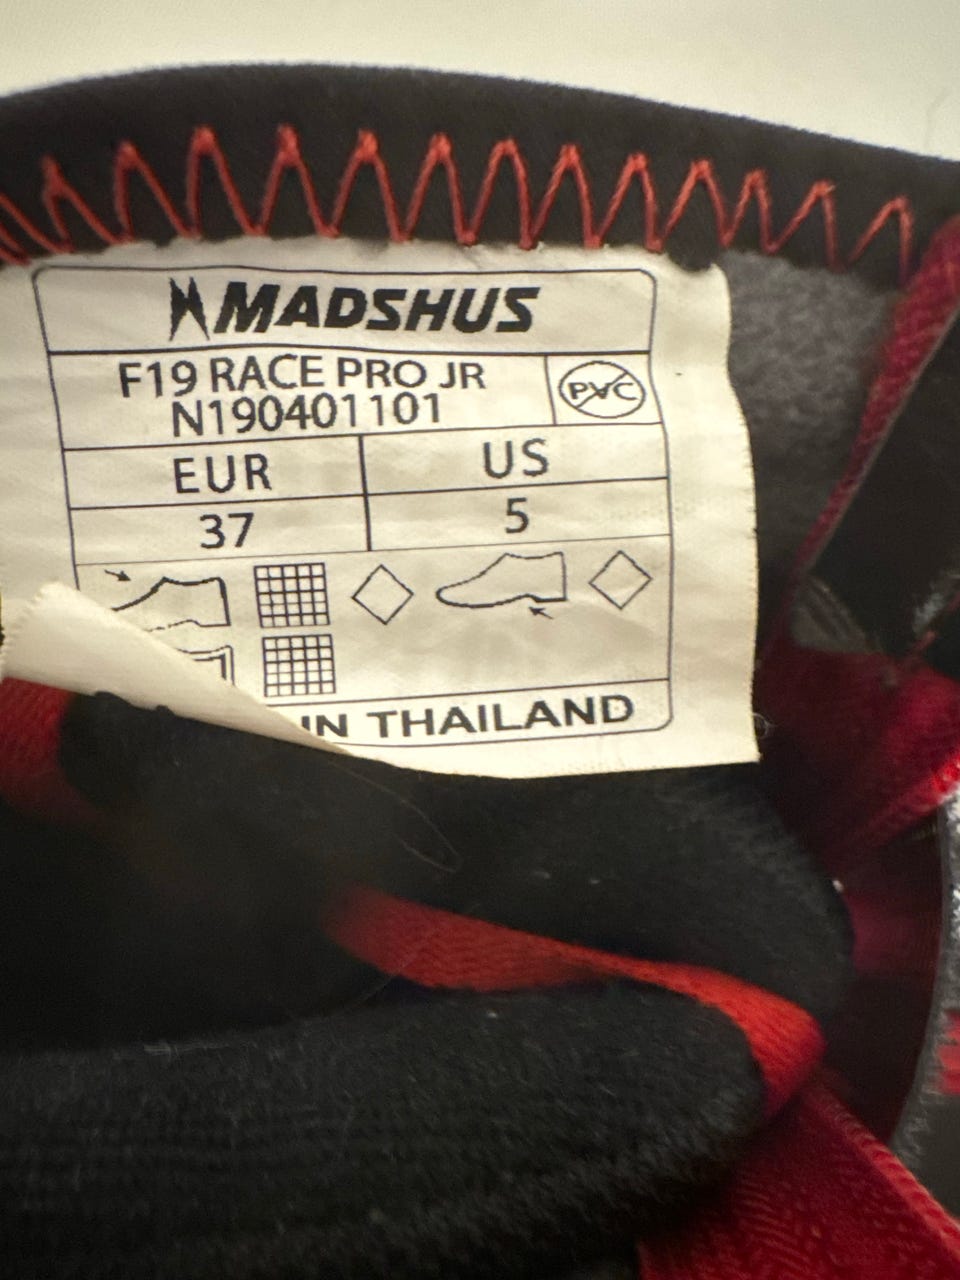 MADSHUS
F19 RACE PRO JR
N190401101
PVC
EUR
US
37
5
IN THAILAND